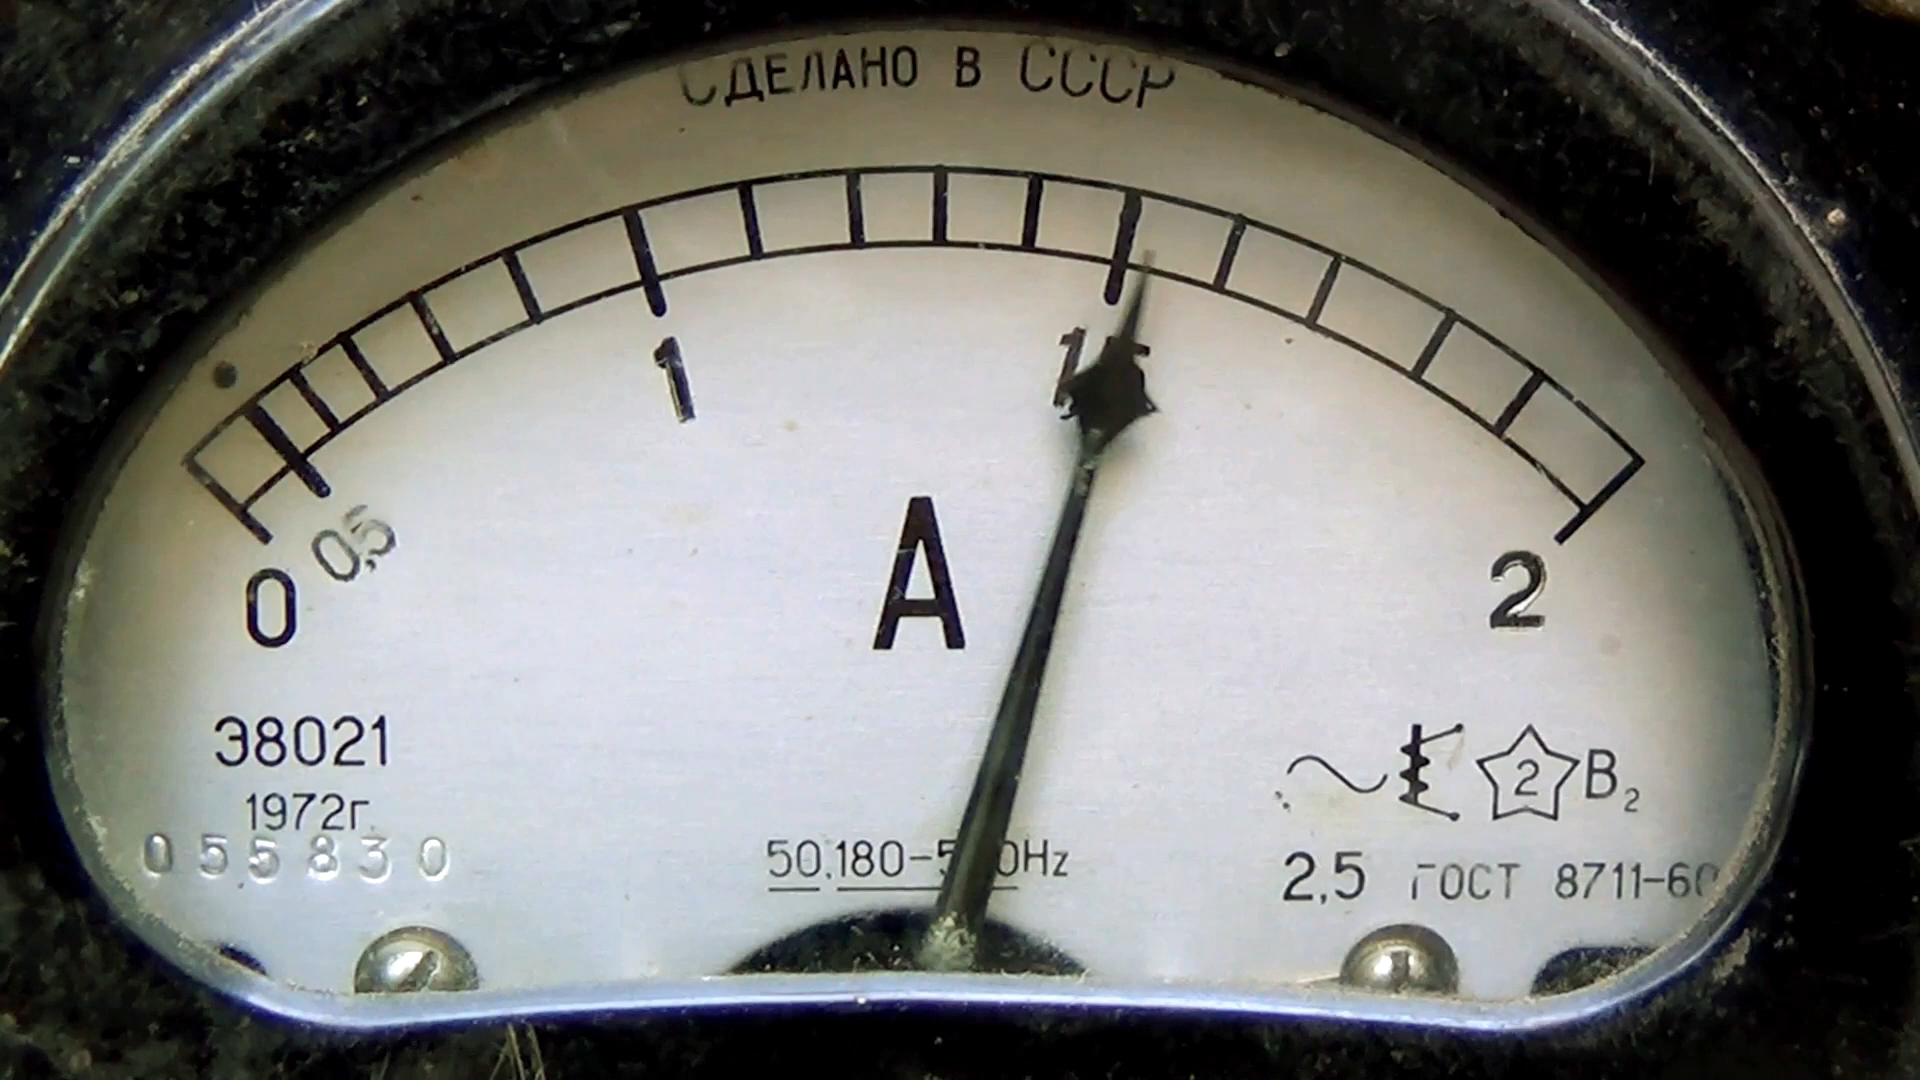 СДЕЛАНО В СССР
1
0,5
0
2
A
Э8021
1972г.
055830
2 B₂
2,5 ГОСТ 8711-60